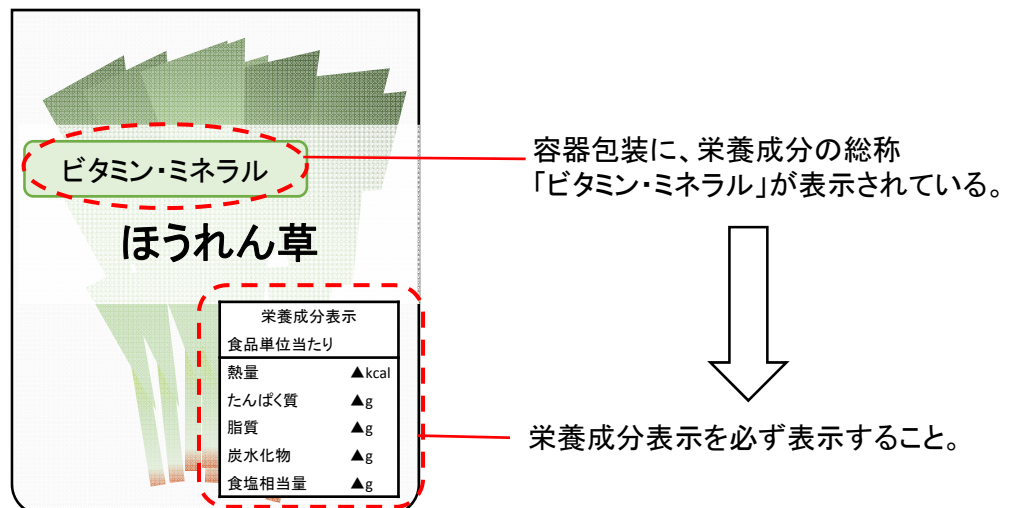 ビタミン・ミネラル
ほうれん草
栄養成分表示
食品単位当たり
熱量 ▲kcal
たんぱく質 ▲g
脂質 ▲g
炭水化物 ▲g
食塩相当量 ▲g
容器包装に、栄養成分の総称
「ビタミン・ミネラル」が表示されている。
栄養成分表示を必ず表示すること。